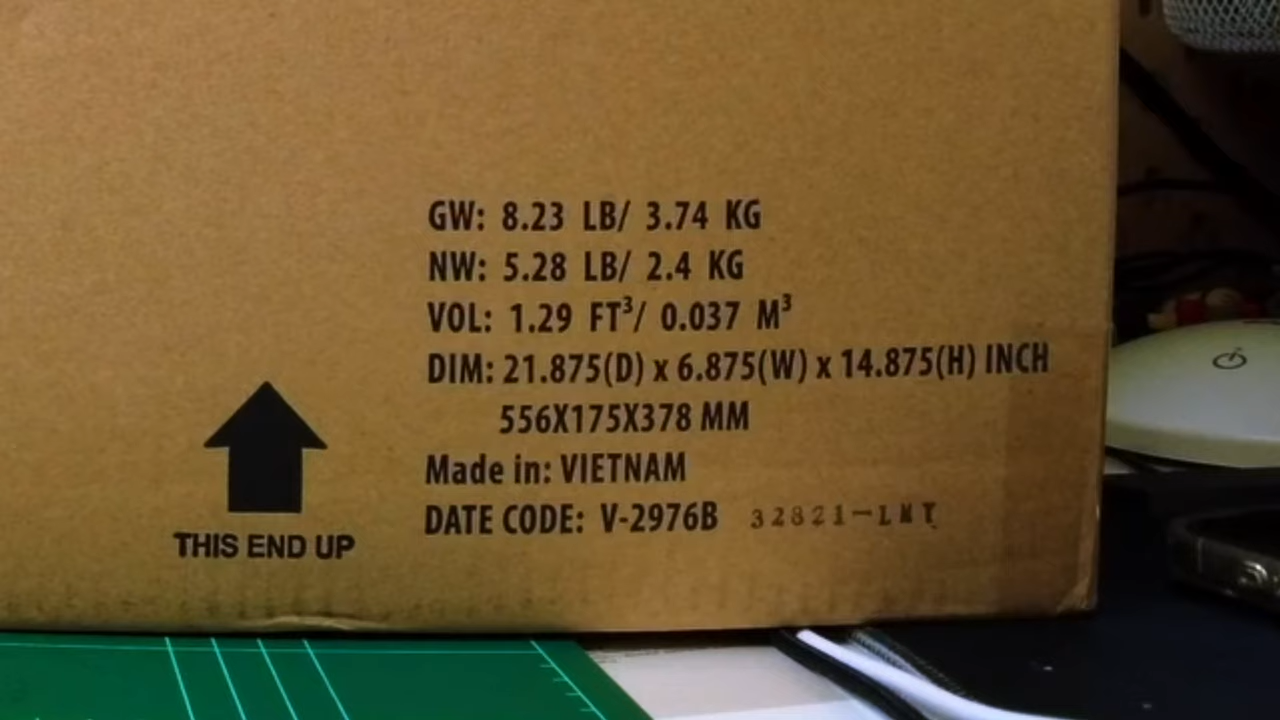 GW: 8.23 LB/ 3.74 KG
NW: 5.28 LB/ 2.4 KG
VOL: 1.29 FT³/ 0.037 M³
DIM: 21.875(D) x 6.875(W) x 14.875(H) INCH
556X175X378 MM
Made in: VIETNAM
DATE CODE: V-2976B 32821-LMY
THIS END UP